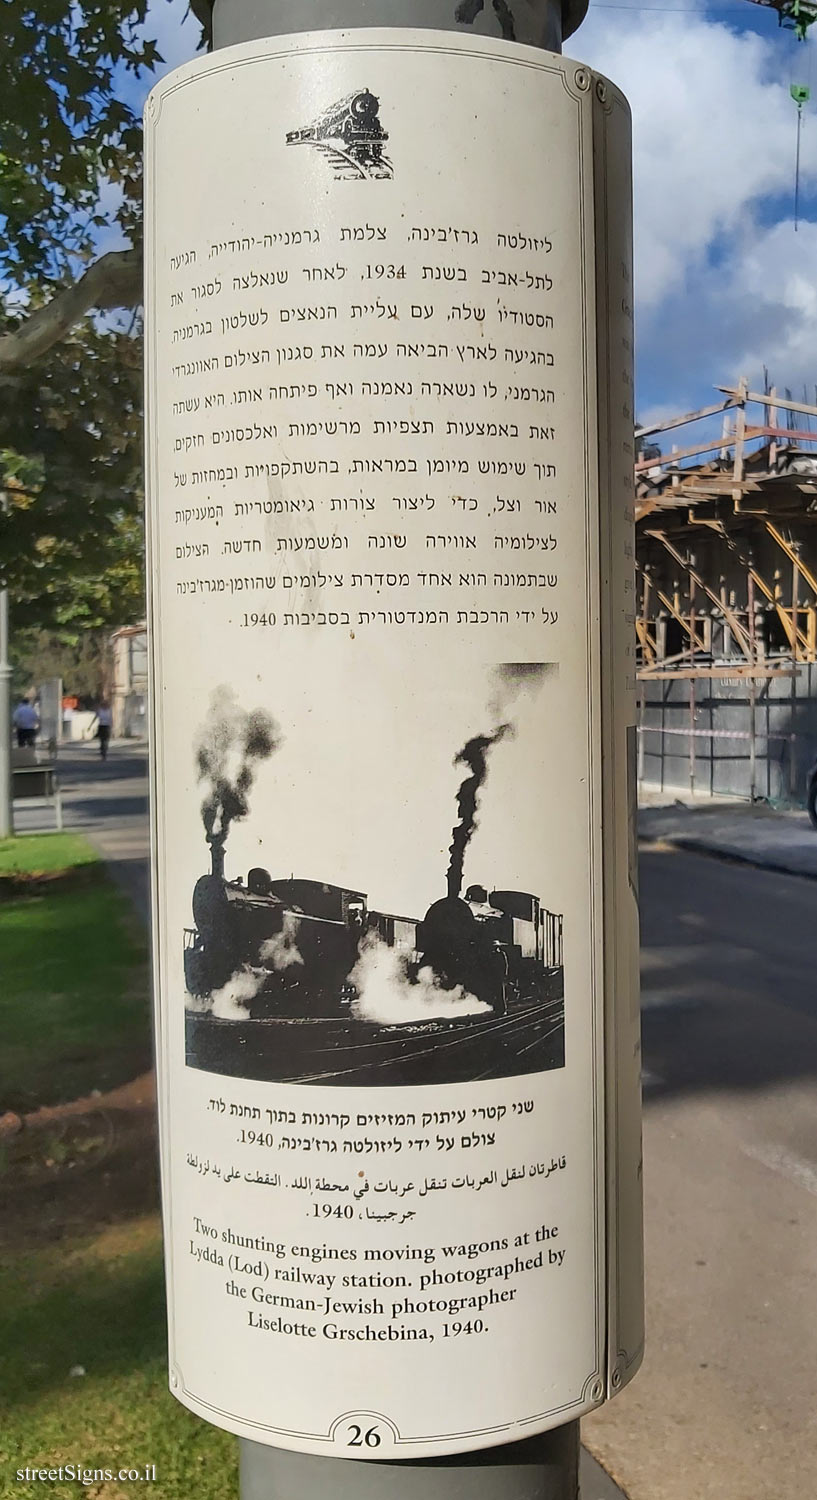 ליזולטה גרז'בינה, צלמת גרמנייה-יהודייה, הגיעה
לתל-אביב בשנת 1934, לאחר שנאלצה לסגור את
הסטודיו שלה, עם עליית הנאצים לשלטון בגרמניה.
בהגיעה לארץ הביאה עמה את סגנון הצילום האוונגרדי
הגרמני, לו נשארה נאמנה ואף פיתחה אותו. היא עשתה
זאת באמצעות תצפיות מרשימות ואלכסונים חזקים,
תוך שימוש מיומן במראות, בהשתקפויות ובמחזות של
אור וצל, כדי ליצור צורות גיאומטריות המעניקות
לצילומיה אווירה שונה ומשמעות חדשה. הצילום
שבתמונה הוא אחד מסדרת צילומים שהוזמן מגרז'בינה
על ידי הרכבת המנדטורית בסביבות 1940.
שני קטרי עיתוק המזיזים קרונות בתוך תחנת לוד.
צולם על ידי ליזולטה גרז'בינה, 1940.
قاطرتان لنقل العربات تنقل عربات في محطة إللد. التقطت على يد لزولطة
جرجبينا، 1940.
Two shunting engines moving wagons at the
Lydda (Lod) railway station. photographed by
the German-Jewish photographer
Liselotte Grschebina, 1940.
26
streetSigns.co.il